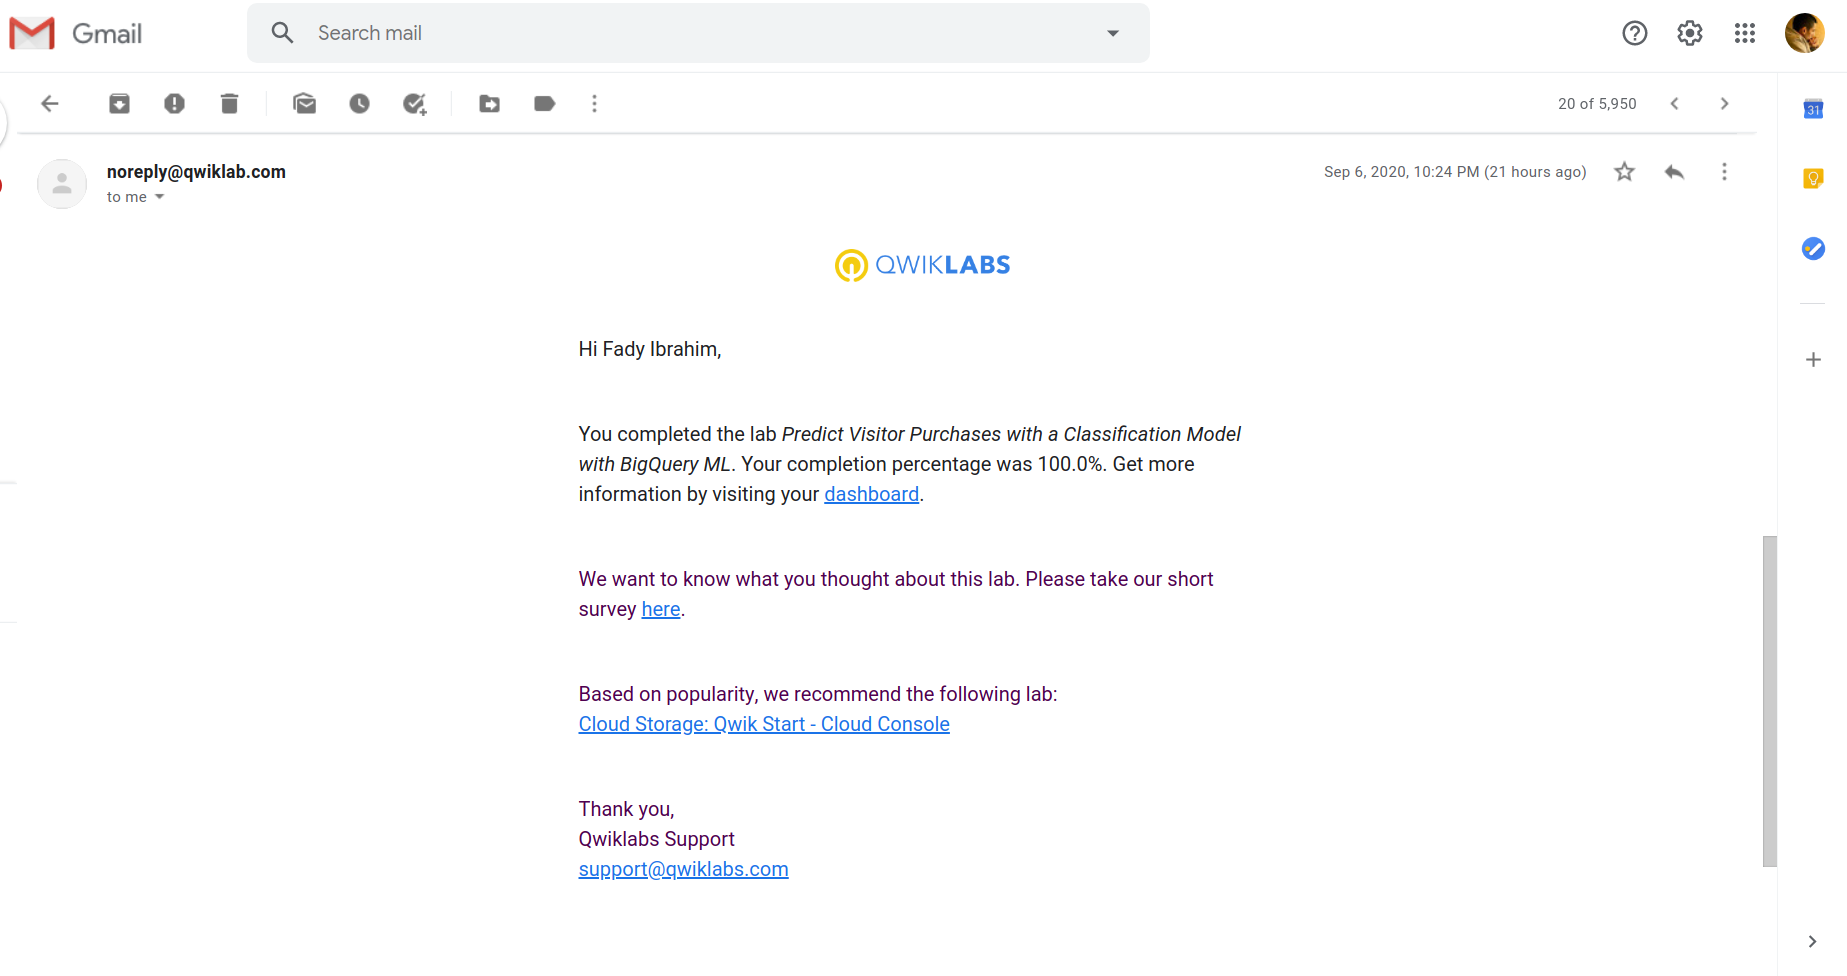 Gmail
Search mail
20 of 5,950
31
noreply@qwiklab.com
Sep 6, 2020, 10:24 PM (21 hours ago)
to me
QWIKLABS
Hi Fady Ibrahim,
You completed the lab Predict Visitor Purchases with a Classification Model
with BigQuery ML. Your completion percentage was 100.0%. Get more
information by visiting your dashboard.
We want to know what you thought about this lab. Please take our short
survey here.
Based on popularity, we recommend the following lab:
Cloud Storage: Qwik Start - Cloud Console
Thank you,
Qwiklabs Support
support@qwiklabs.com